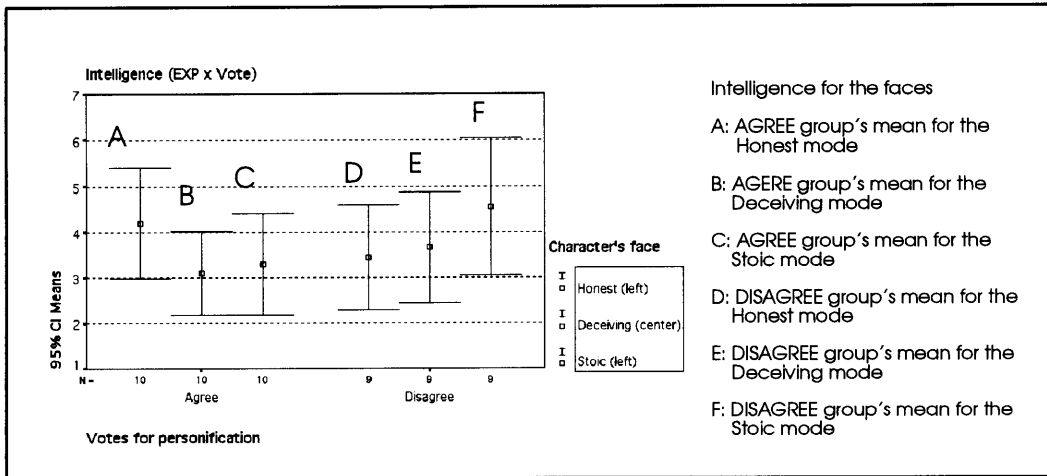 Intelligence (EXP x Vote)
7
6
5
4
3
2
1
95% CI Means
A
B
C
D
E
F
N =
10
10
10
9
9
9
Agree
Disagree
Votes for personification
Character's face
Honest (left)
Deceiving (center)
Stoic (left)
Intelligence for the faces
A: AGREE group's mean for the
Honest mode
B: AGERE group's mean for the
Deceiving mode
C: AGREE group's mean for the
Stoic mode
D: DISAGREE group's mean for the
Honest mode
E: DISAGREE group's mean for the
Deceiving mode
F: DISAGREE group's mean for the
Stoic mode